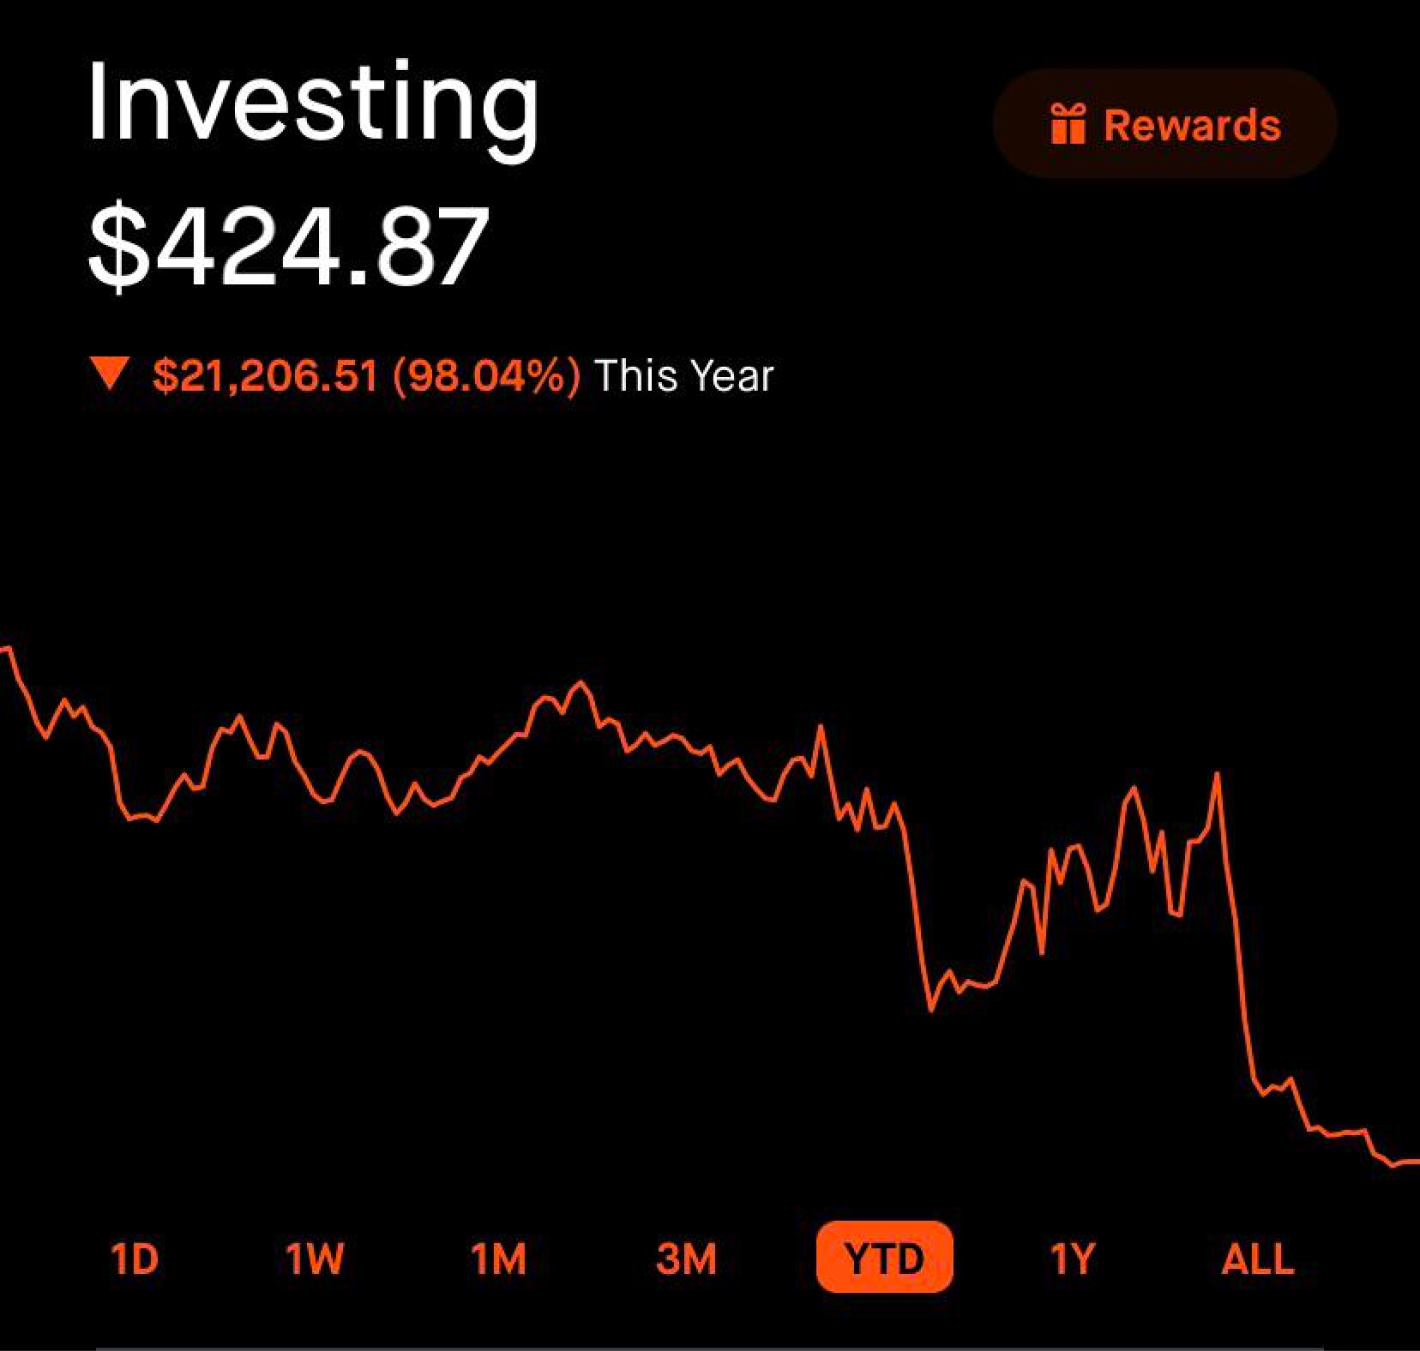 Investing
Rewards
$424.87
▼ $21,206.51 (98.04%) This Year
1D 1W 1M 3M YTD 1Y ALL